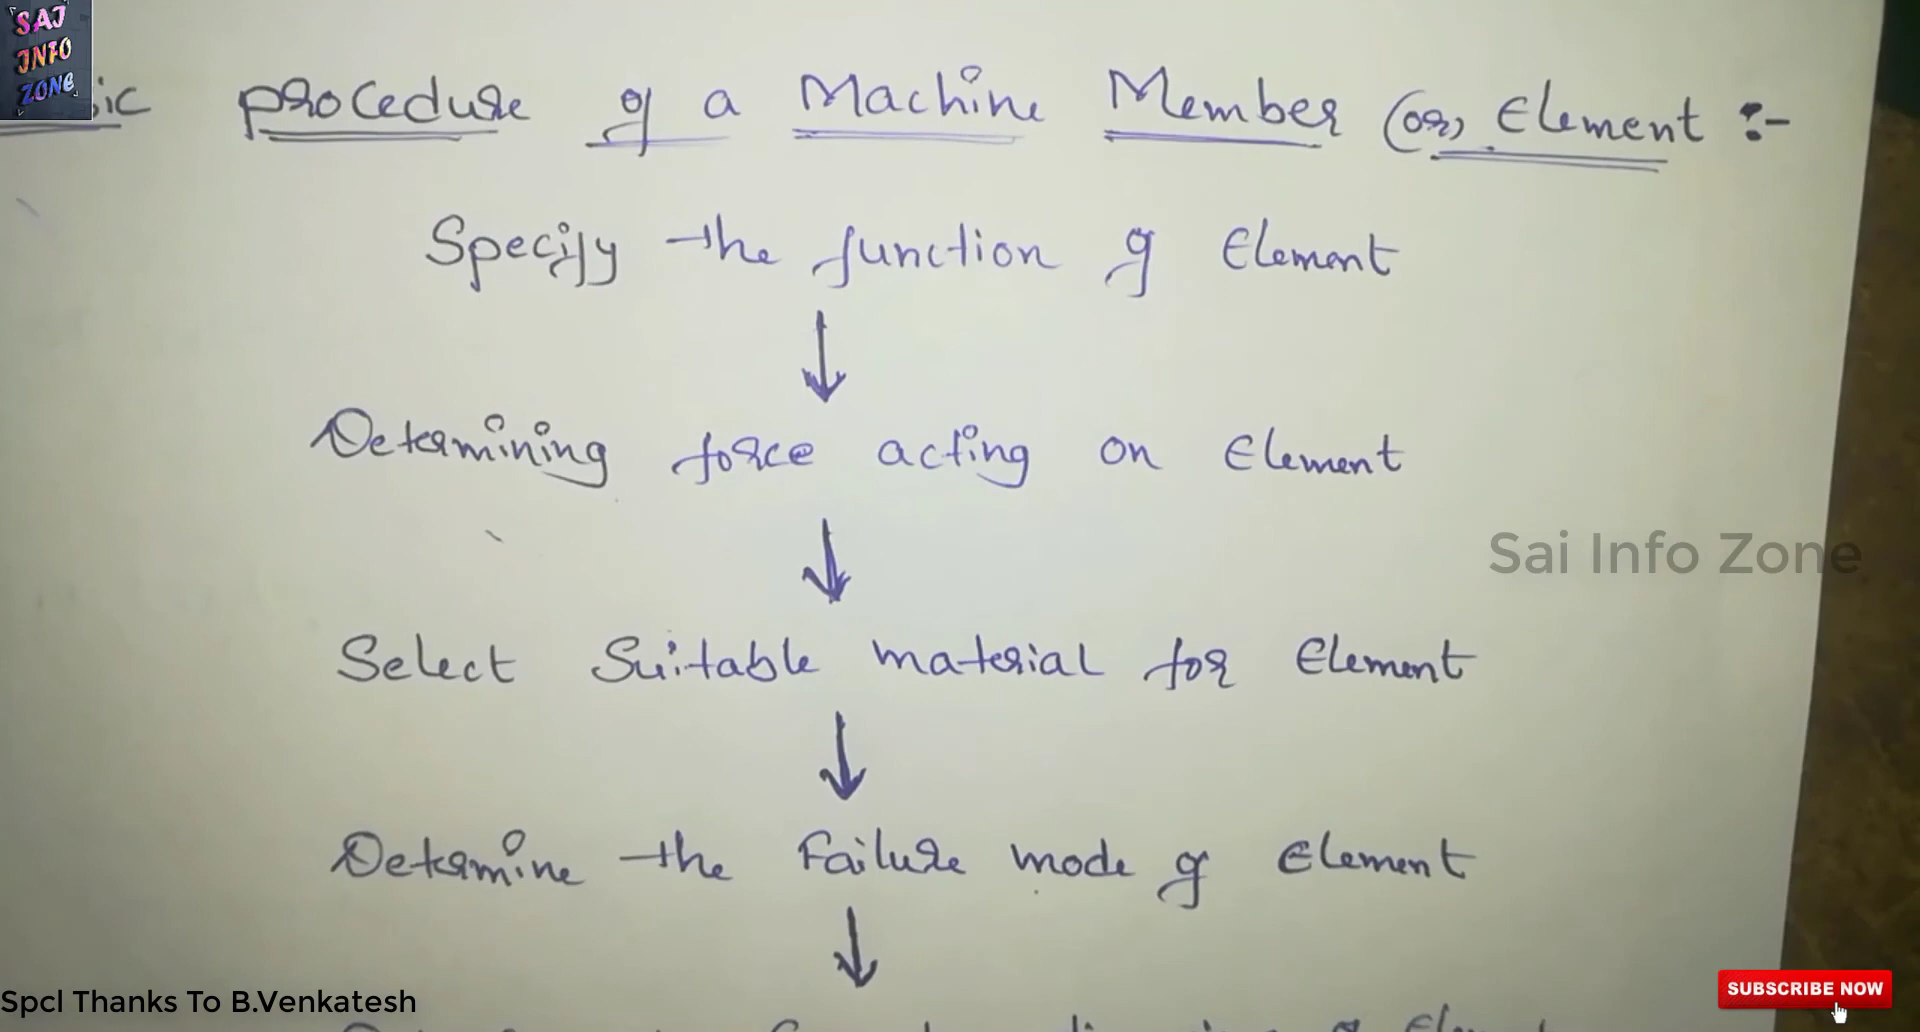 SAI
INFO
ZONE
procedure of a Machine Member (or) Element :-
Specify the function of Element
Determining force acting on Element
Sai Info Zone
Select Suitable material for Element
Determine the Failure mode of Element
SUBSCRIBE NOW
Spcl Thanks To B.Venkatesh